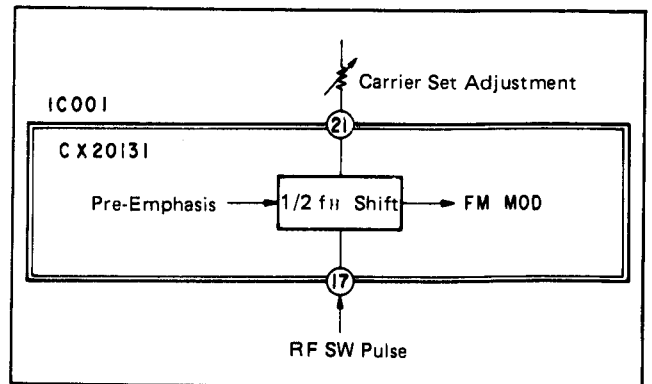 Carrier Set Adjustment
IC001
21
CX20131
Pre-Emphasis
1/2 fH Shift
FM MOD
17
RF SW Pulse